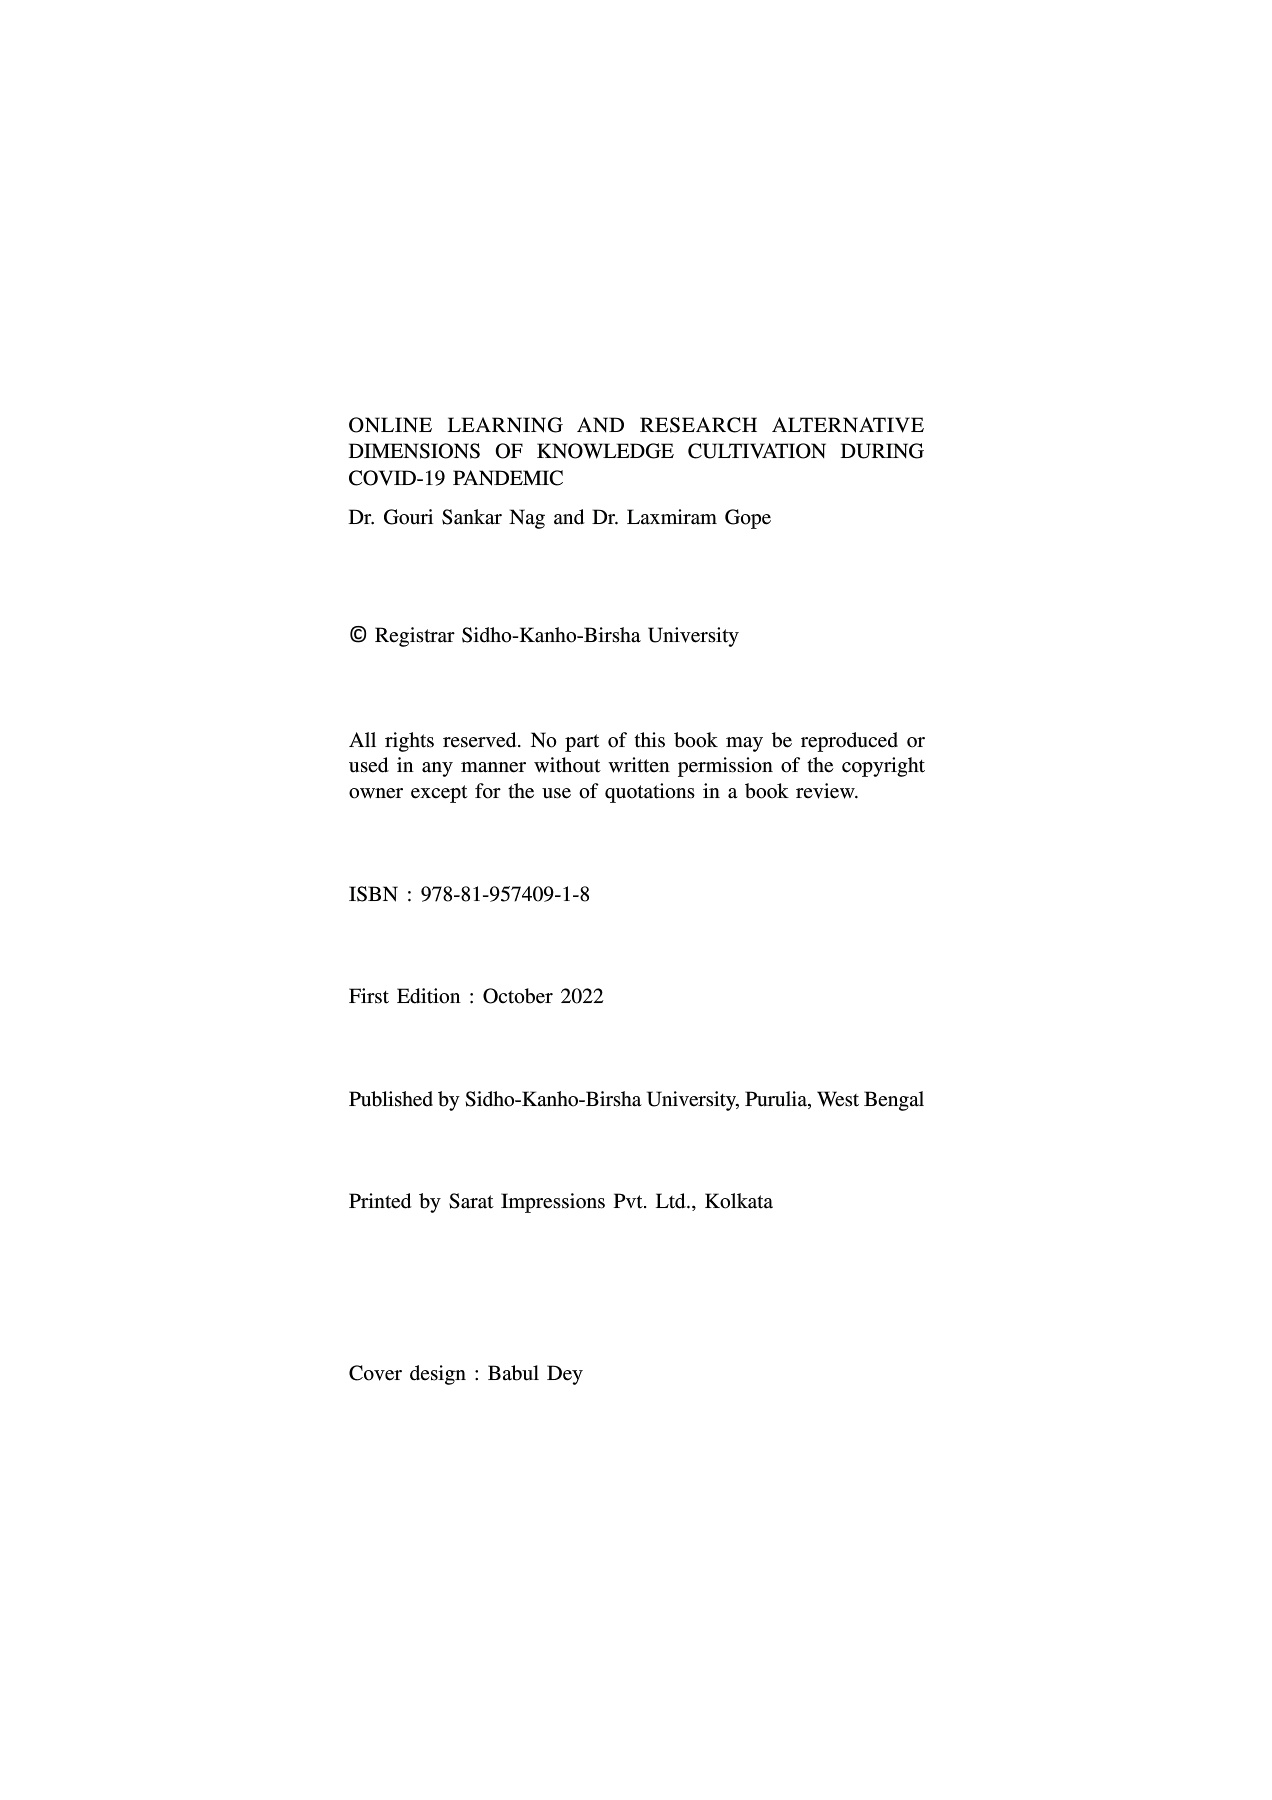 ONLINE LEARNING AND RESEARCH ALTERNATIVE
DIMENSIONS OF KNOWLEDGE CULTIVATION DURING
COVID-19 PANDEMIC
Dr. Gouri Sankar Nag and Dr. Laxmiram Gope
© Registrar Sidho-Kanho-Birsha University
All rights reserved. No part of this book may be reproduced or
used in any manner without written permission of the copyright
owner except for the use of quotations in a book review.
ISBN : 978-81-957409-1-8
First Edition : October 2022
Published by Sidho-Kanho-Birsha University, Purulia, West Bengal
Printed by Sarat Impressions Pvt. Ltd., Kolkata
Cover design : Babul Dey